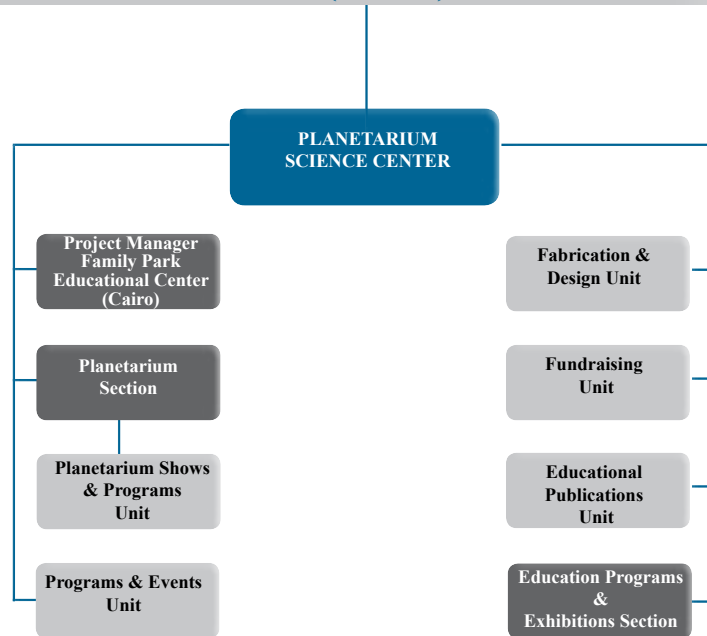 PLANETARIUM
SCIENCE CENTER
Project Manager
Family Park
Educational Center
(Cairo)
Planetarium
Section
Planetarium Shows
& Programs
Unit
Programs & Events
Unit
Fabrication &
Design Unit
Fundraising
Unit
Educational
Publications
Unit
Education Programs
&
Exhibitions Section